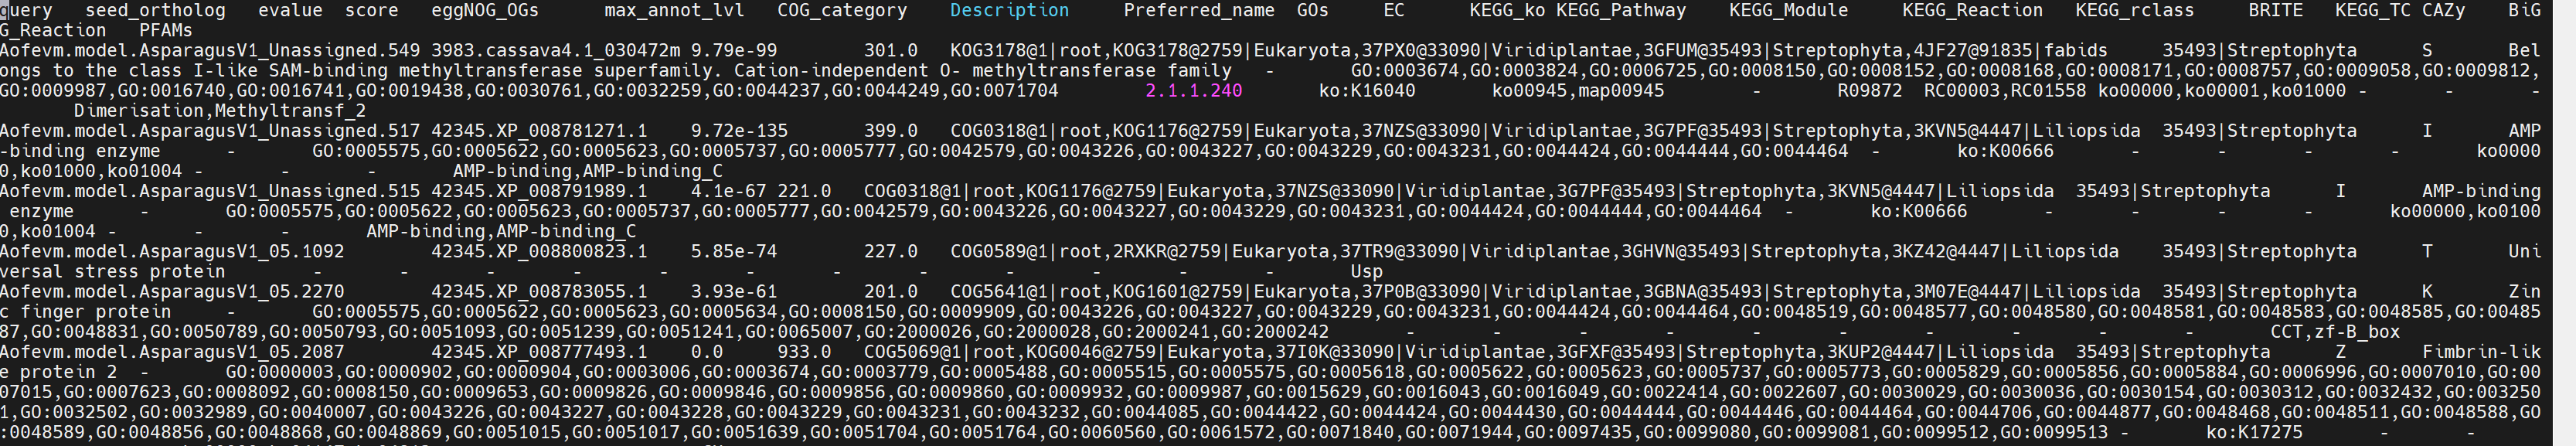 query seed_ortholog evalue score eggNOG_OGs max_annot_lvl COG_category Description Preferred_name GOs EC KEGG_ko KEGG_Pathway KEGG_Module KEGG_Reaction KEGG_rclass BRITE KEGG_TC CAZy BiG
G_Reaction PFAMs
Aofevm.model.AsparagusV1_Unassigned.549 3983.cassava4.1_030472m 9.79e-99 301.0 KOG3178@1|root,KOG3178@2759|Eukaryota,37PX0@33090|Viridiplantae,3GFUM@35493|Streptophyta,4JF27@91835|fabids 35493|Streptophyta S Bel
ongs to the class I-like SAM-binding methyltransferase superfamily. Cation-independent O- methyltransferase family - GO:0003674,GO:0003824,GO:0006725,GO:0008150,GO:0008152,GO:0008168,GO:0008171,GO:0008757,GO:0009058,GO:0009812,
GO:0009987,GO:0016740,GO:0016741,GO:0019438,GO:0030761,GO:0032259,GO:0044237,GO:0044249,GO:0071704 2.1.1.240 ko:K16040 ko00945,map00945 - R09872 RC00003,RC01558 ko00000,ko00001,ko01000 - - -
Dimerisation,Methyltransf_2
Aofevm.model.AsparagusV1_Unassigned.517 42345.XP_008781271.1 9.72e-135 399.0 COG0318@1|root,KOG1176@2759|Eukaryota,37NZS@33090|Viridiplantae,3G7PF@35493|Streptophyta,3KVN5@4447|Liliopsida 35493|Streptophyta I AMP
-binding enzyme - GO:0005575,GO:0005622,GO:0005623,GO:0005737,GO:0005777,GO:0042579,GO:0043226,GO:0043227,GO:0043229,GO:0043231,GO:0044424,GO:0044444,GO:0044464 - ko:K00666 - - - - ko0000
0,ko01000,ko01004 - - - AMP-binding,AMP-binding_C
Aofevm.model.AsparagusV1_Unassigned.515 42345.XP_008791989.1 4.1e-67 221.0 COG0318@1|root,KOG1176@2759|Eukaryota,37NZS@33090|Viridiplantae,3G7PF@35493|Streptophyta,3KVN5@4447|Liliopsida 35493|Streptophyta I AMP-binding
enzyme - GO:0005575,GO:0005622,GO:0005623,GO:0005737,GO:0005777,GO:0042579,GO:0043226,GO:0043227,GO:0043229,GO:0043231,GO:0044424,GO:0044444,GO:0044464 - ko:K00666 - - - - ko00000,ko0100
0,ko01004 - - - AMP-binding,AMP-binding_C
Aofevm.model.AsparagusV1_05.1092 42345.XP_008800823.1 5.85e-74 227.0 COG0589@1|root,2RXKR@2759|Eukaryota,37TR9@33090|Viridiplantae,3GHVN@35493|Streptophyta,3KZ42@4447|Liliopsida 35493|Streptophyta T Uni
versal stress protein - - - - - - - - - - - - Usp
Aofevm.model.AsparagusV1_05.2270 42345.XP_008783055.1 3.93e-61 201.0 COG5641@1|root,KOG1601@2759|Eukaryota,37P0B@33090|Viridiplantae,3GBNA@35493|Streptophyta,3M07E@4447|Liliopsida 35493|Streptophyta K Zin
c finger protein - GO:0005575,GO:0005622,GO:0005623,GO:0005634,GO:0008150,GO:0009909,GO:0043226,GO:0043227,GO:0043229,GO:0043231,GO:0044424,GO:0044464,GO:0048519,GO:0048577,GO:0048580,GO:0048581,GO:0048583,GO:0048585,GO:00485
87,GO:0048831,GO:0050789,GO:0050793,GO:0051093,GO:0051239,GO:0051241,GO:0065007,GO:2000026,GO:2000028,GO:2000241,GO:2000242 - - - - - - - - - - CCT,zf-B_box
Aofevm.model.AsparagusV1_05.2087 42345.XP_008777493.1 0.0 933.0 COG5069@1|root,KOG0046@2759|Eukaryota,37I0K@33090|Viridiplantae,3GFXF@35493|Streptophyta,3KUP2@4447|Liliopsida 35493|Streptophyta Z Fimbrin-lik
e protein 2 - GO:0000003,GO:0000902,GO:0000904,GO:0003006,GO:0003674,GO:0003779,GO:0005488,GO:0005515,GO:0005575,GO:0005618,GO:0005622,GO:0005623,GO:0005737,GO:0005773,GO:0005829,GO:0005856,GO:0005884,GO:0006996,GO:0007010,GO:00
07015,GO:0007623,GO:0008092,GO:0008150,GO:0009653,GO:0009826,GO:0009846,GO:0009856,GO:0009860,GO:0009932,GO:0009987,GO:0015629,GO:0016043,GO:0016049,GO:0022414,GO:0022607,GO:0030029,GO:0030036,GO:0030154,GO:0030312,GO:0032432,GO:003250
1,GO:0032502,GO:0032989,GO:0040007,GO:0043226,GO:0043227,GO:0043228,GO:0043229,GO:0043231,GO:0043232,GO:0044085,GO:0044422,GO:0044424,GO:0044430,GO:0044444,GO:0044446,GO:0044464,GO:0044706,GO:0044877,GO:0048468,GO:0048511,GO:0048588,GO
:0048589,GO:0048856,GO:0048868,GO:0048869,GO:0051015,GO:0051017,GO:0051639,GO:0051704,GO:0051764,GO:0060560,GO:0061572,GO:0071840,GO:0071944,GO:0097435,GO:0099080,GO:0099081,GO:0099512,GO:0099513 - ko:K17275 - -